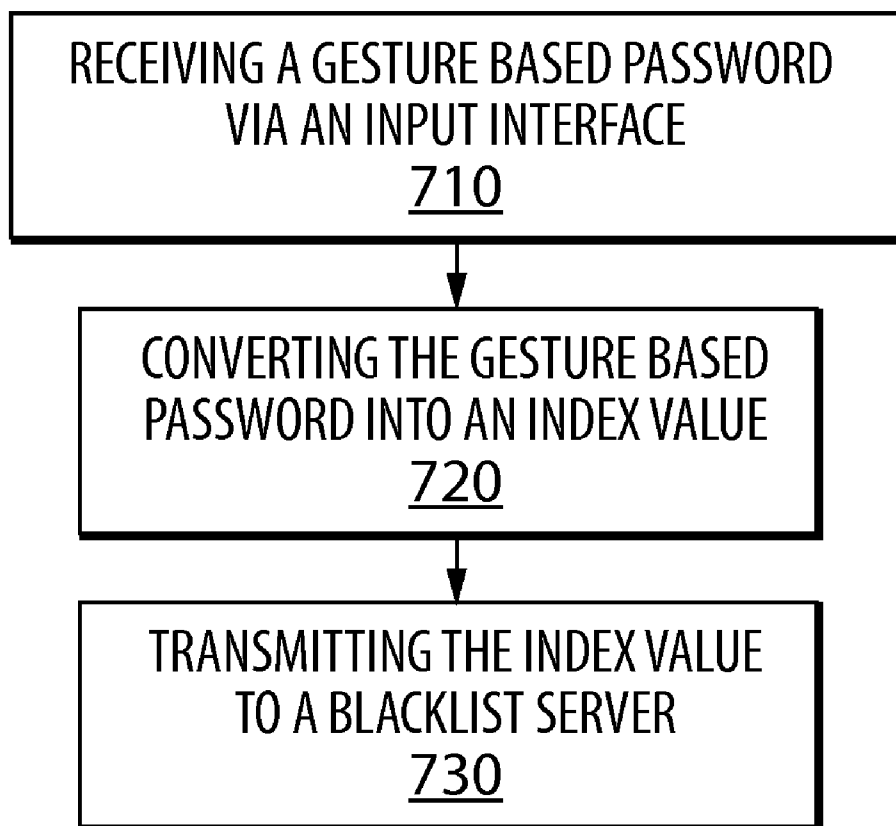 RECEIVING A GESTURE BASED PASSWORD
VIA AN INPUT INTERFACE
710
CONVERTING THE GESTURE BASED
PASSWORD INTO AN INDEX VALUE
720
TRANSMITTING THE INDEX VALUE
TO A BLACKLIST SERVER
730